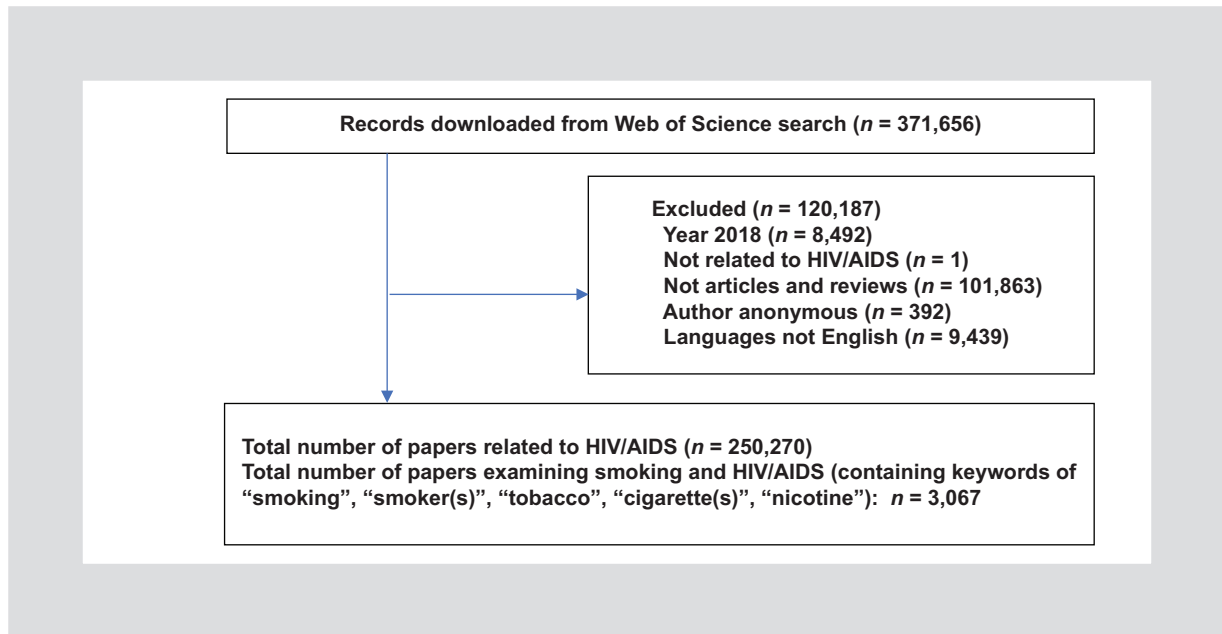 Records downloaded from Web of Science search (n = 371,656)
Excluded (n = 120,187)
Year 2018 (n = 8,492)
Not related to HIV/AIDS (n = 1)
Not articles and reviews (n = 101,863)
Author anonymous (n = 392)
Languages not English (n = 9,439)
Total number of papers related to HIV/AIDS (n = 250,270)
Total number of papers examining smoking and HIV/AIDS (containing keywords of
“smoking”, “smoker(s)”, “tobacco”, “cigarette(s)”, “nicotine”): n = 3,067